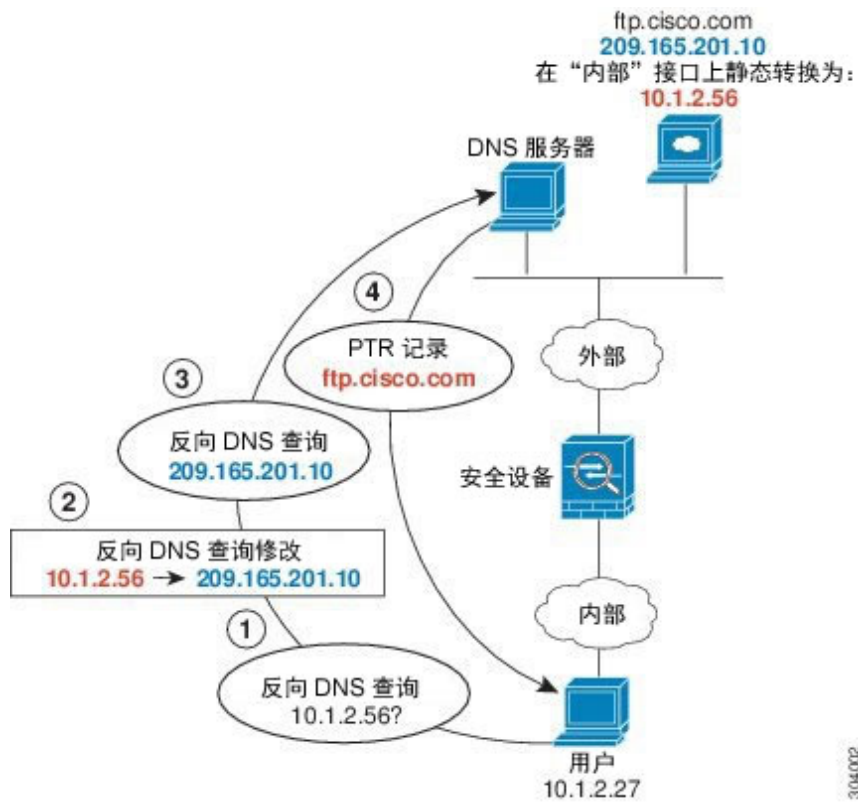 ftp.cisco.com
209.165.201.10
在“内部”接口上静态转换为：
10.1.2.56
DNS 服务器
4
PTR 记录
ftp.cisco.com
外部
3
反向 DNS 查询
209.165.201.10
安全设备
2
反向 DNS 查询修改
10.1.2.56 → 209.165.201.10
内部
1
反向 DNS 查询
10.1.2.56?
用户
10.1.2.27
304002